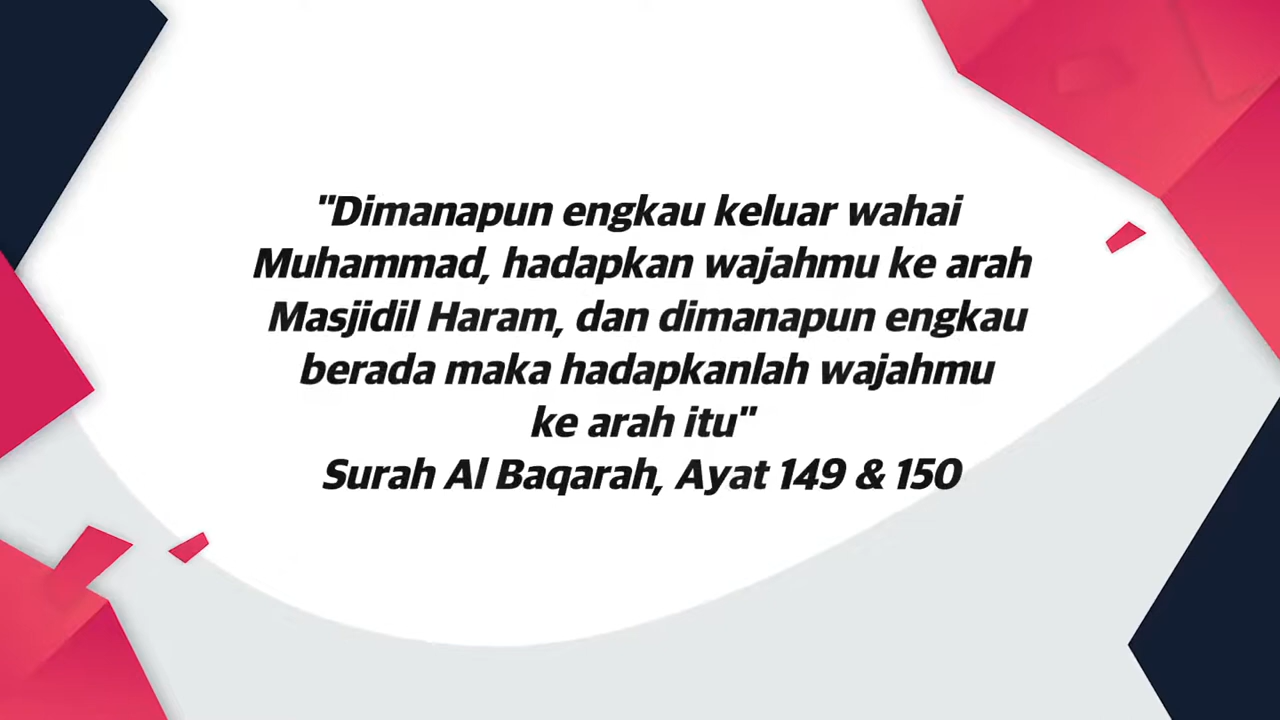 "Dimanapun engkau keluar wahai
Muhammad, hadapkan wajahmu ke arah
Masjidil Haram, dan dimanapun engkau
berada maka hadapkanlah wajahmu
ke arah itu"
Surah Al Baqarah, Ayat 149 & 150